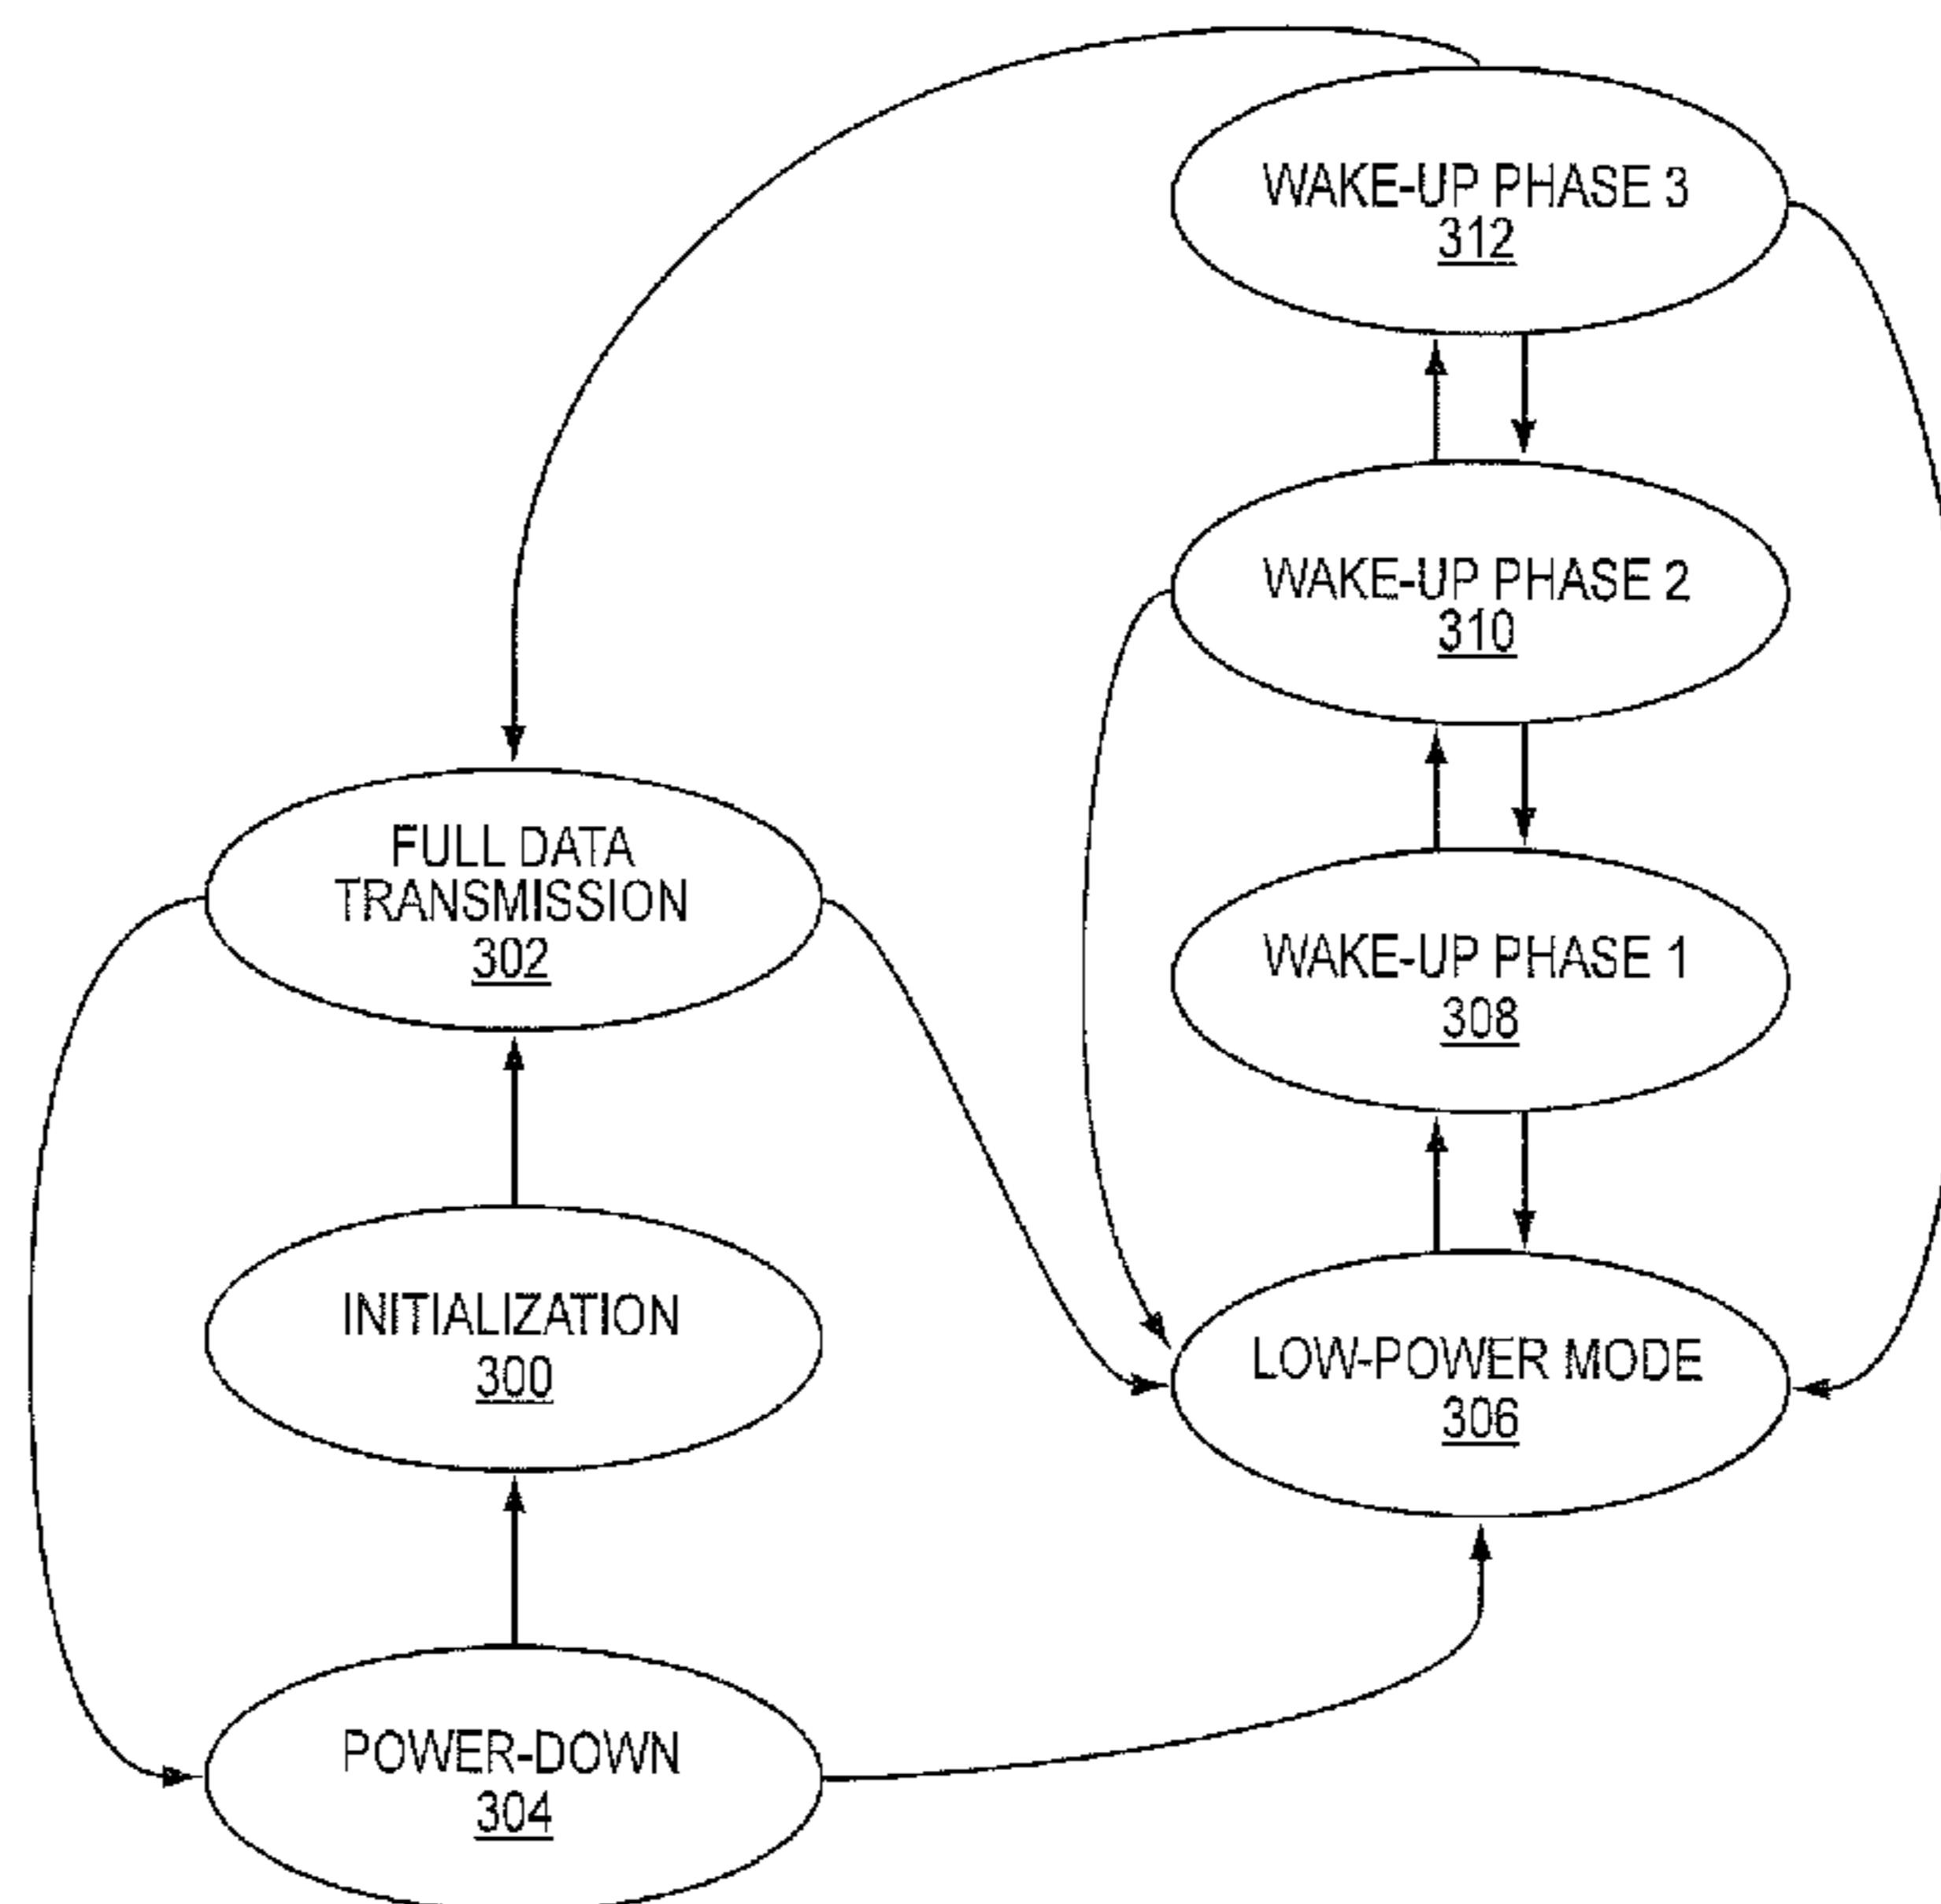 WAKE-UP PHASE 3
312
WAKE-UP PHASE 2
310
FULL DATA
TRANSMISSION
302
WAKE-UP PHASE 1
308
INITIALIZATION
300
LOW-POWER MODE
306
POWER-DOWN
304